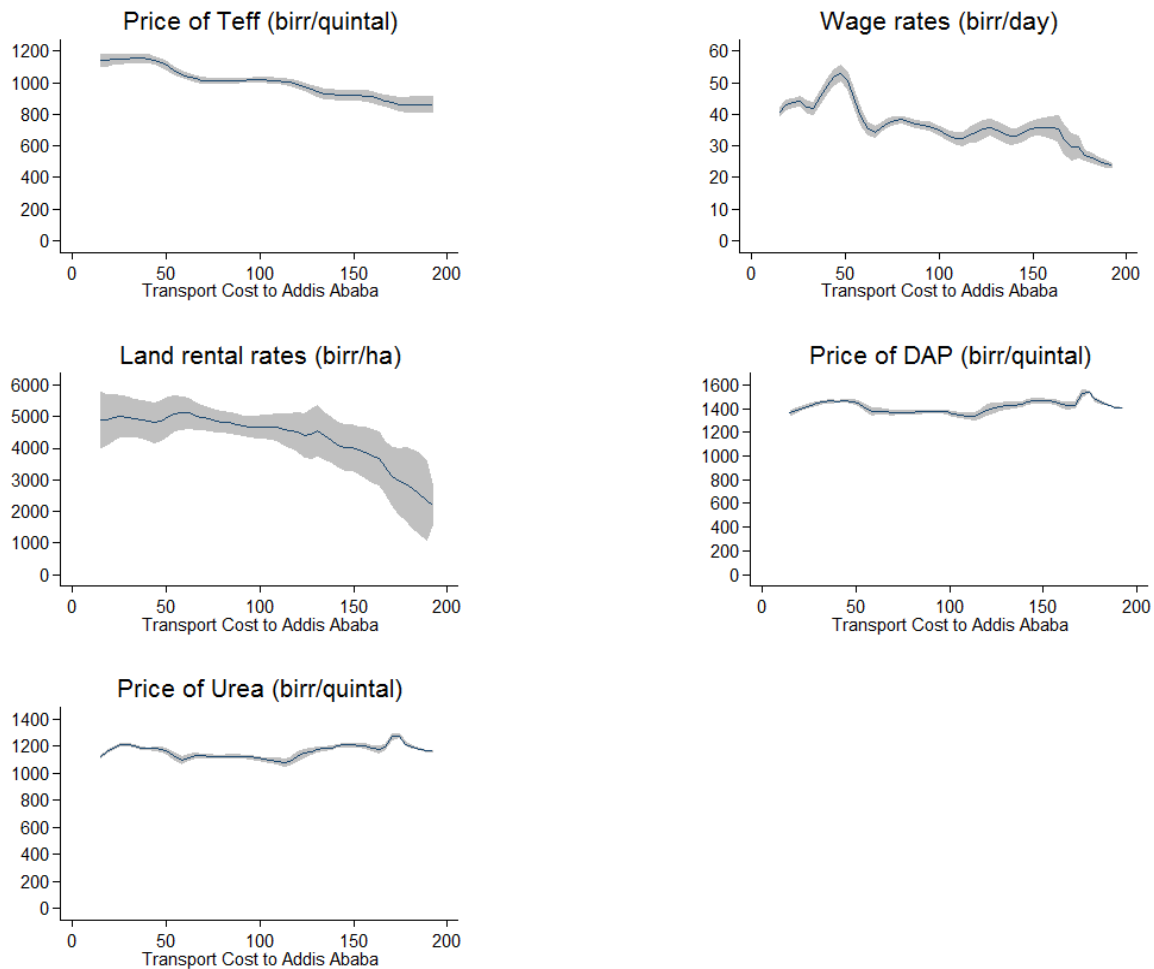 Price of Teff (birr/quintal)
1200
1000
800
600
400
200
0
0 50 100 150 200
Transport Cost to Addis Ababa
Wage rates (birr/day)
60
50
40
30
20
10
0
0 50 100 150 200
Transport Cost to Addis Ababa
Land rental rates (birr/ha)
6000
5000
4000
3000
2000
1000
0
0 50 100 150 200
Transport Cost to Addis Ababa
Price of DAP (birr/quintal)
1600
1400
1200
1000
800
600
400
200
0
0 50 100 150 200
Transport Cost to Addis Ababa
Price of Urea (birr/quintal)
1400
1200
1000
800
600
400
200
0
0 50 100 150 200
Transport Cost to Addis Ababa